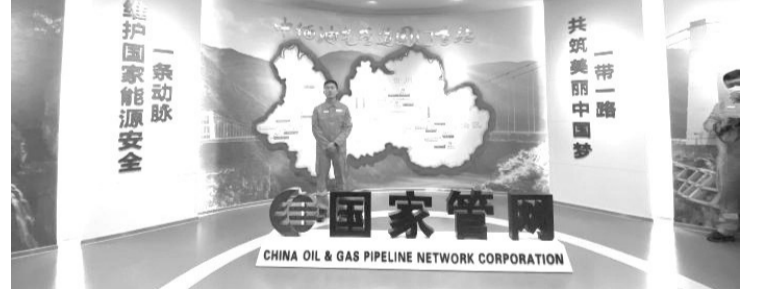 一条动脉
维护国家能源安全
一带一路
共筑美丽中国梦
国家管网
CHINA OIL & GAS PIPELINE NETWORK CORPORATION